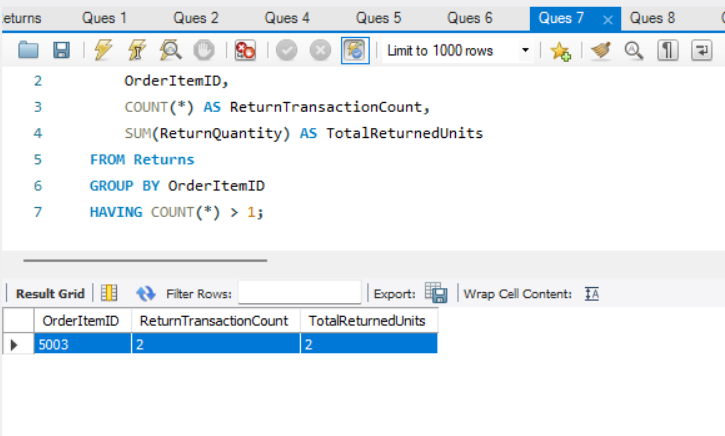 eturns Ques 1 Ques 2 Ques 4 Ques 5 Ques 6 Ques 7 × Ques 8
Limit to 1000 rows
2 OrderItemID,
3 COUNT(*) AS ReturnTransactionCount,
4 SUM(ReturnQuantity) AS TotalReturnedUnits
5 FROM Returns
6 GROUP BY OrderItemID
7 HAVING COUNT(*) > 1;
Result Grid Filter Rows: Export: Wrap Cell Content:
OrderItemID ReturnTransactionCount TotalReturnedUnits
5003 2 2